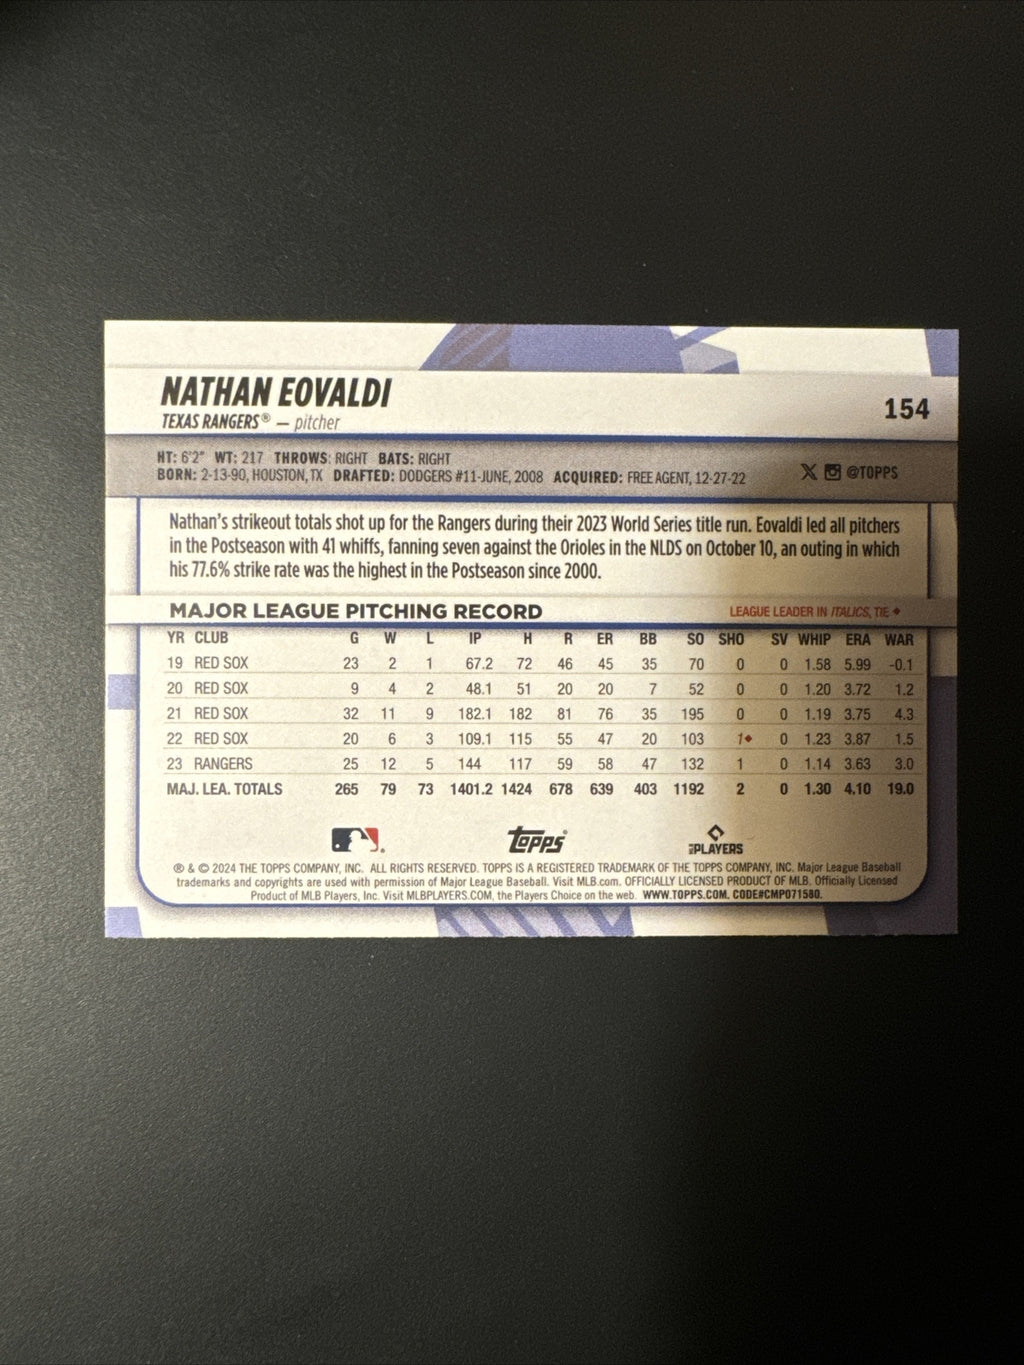 NATHAN EOVALDI
TEXAS RANGERS® — pitcher
154
HT: 6'2" WT: 217 THROWS: RIGHT BATS: RIGHT
BORN: 2-13-90, HOUSTON, TX DRAFTED: DODGERS #11-JUNE, 2008 ACQUIRED: FREE AGENT, 12-27-22
@TOPPS
Nathan's strikeout totals shot up for the Rangers during their 2023 World Series title run. Eovaldi led all pitchers
in the Postseason with 41 whiffs, fanning seven against the Orioles in the NLDS on October 10, an outing in which
his 77.6% strike rate was the highest in the Postseason since 2000.
MAJOR LEAGUE PITCHING RECORD
LEAGUE LEADER IN ITALICS, TIE ◆
YR CLUB G W L IP H R ER BB SO SHO SV WHIP ERA WAR
19 RED SOX 23 2 1 67.2 72 46 45 35 70 0 0 1.58 5.99 -0.1
20 RED SOX 9 4 2 48.1 51 20 20 7 52 0 0 1.20 3.72 1.2
21 RED SOX 32 11 9 182.1 182 81 76 35 195 0 0 1.19 3.75 4.3
22 RED SOX 20 6 3 109.1 115 55 47 20 103 1◆ 0 1.23 3.87 1.5
23 RANGERS 25 12 5 144 117 59 58 47 132 1 0 1.14 3.63 3.0
MAJ. LEA. TOTALS 265 79 73 1401.2 1424 678 639 403 1192 2 0 1.30 4.10 19.0
topps®
MLB PLAYERS
® & © 2024 THE TOPPS COMPANY, INC. ALL RIGHTS RESERVED. TOPPS IS A REGISTERED TRADEMARK OF THE TOPPS COMPANY, INC. Major League Baseball
trademarks and copyrights are used with permission of Major League Baseball. Visit MLB.com. OFFICIALLY LICENSED PRODUCT OF MLB. Officially Licensed
Product of MLB Players, Inc. Visit MLBPLAYERS.COM, the Players Choice on the web. WWW.TOPPS.COM. CODE#CMP071580.